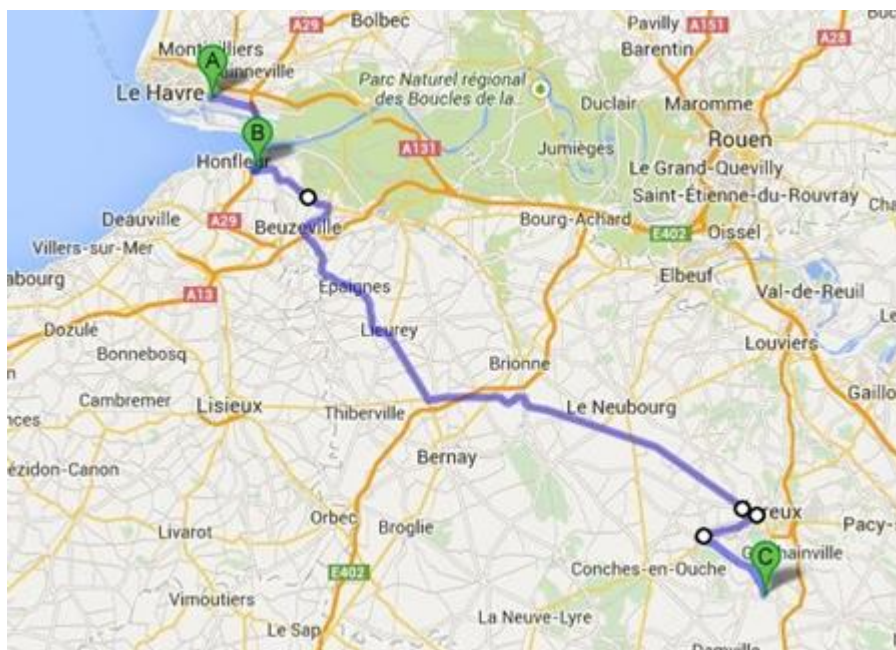 A29
Bolbec
Pavilly
A151
A28
Barentin
A
Le Havre
Parc Naturel régional
des Boucles de la...
Duclair
Maromme
B
Honfleur
A131
Jumièges
Rouen
Le Grand-Quevilly
Saint-Étienne-du-Rouvray
Deauville
A29
Beuzeville
Bourg-Achard
E402
Oissel
Villers-sur-Mer
Elbeuf
Val-de-Reuil
A13
Epaignes
Dozulé
Lieurey
Bonnebosq
Louviers
Brionne
Cambremer
Lisieux
Thiberville
Le Neubourg
Bernay
Orbec
Livarot
Broglie
C
E402
Conches-en-Ouche
Vimoutiers
La Neuve-Lyre
Le Sap